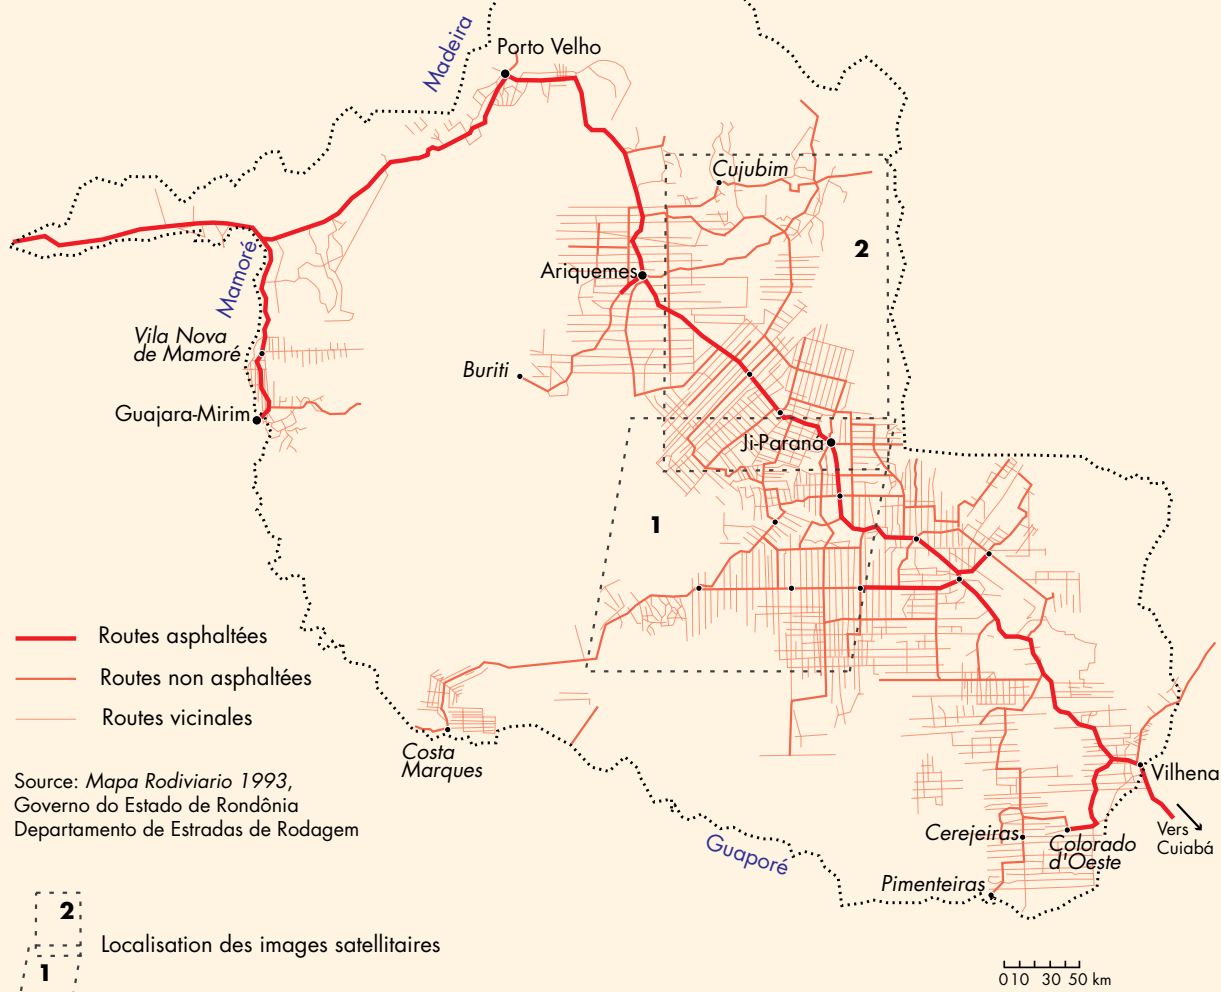 Madeira
Porto Velho
Cujubim
2
Mamoré
Ariquemes
Vila Nova
de Mamoré
Buriti
Guajara-Mirim
Ji-Paraná
1
Routes asphaltées
Routes non asphaltées
Routes vicinales
Costa
Marques
Source: Mapa Rodiviario 1993,
Governo do Estado de Rondônia
Departamento de Estradas de Rodagem
Vilhena
Vers
Cuiabá
Cerejeiras
Colorado
d'Oeste
Guaporé
Pimenteiras
2
Localisation des images satellitaires
1
0 10 30 50 km